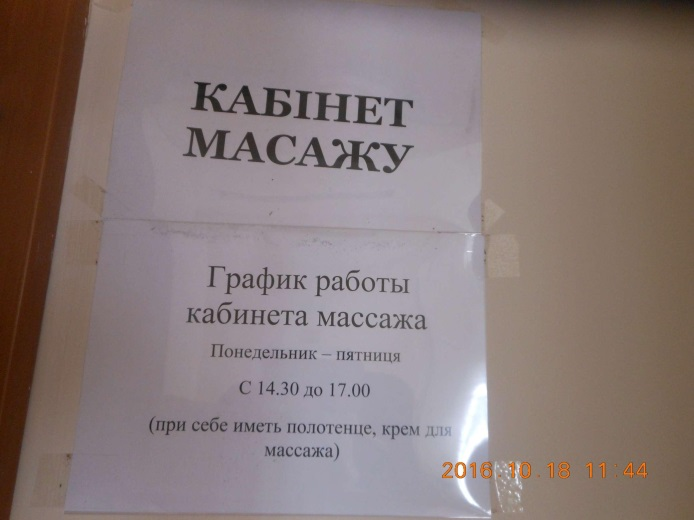 КАБІНЕТ
МАСАЖУ
График работы
кабинета массажа
Понедельник – пятниця
С 14.30 до 17.00
(при себе иметь полотенце, крем для
массажа)
2016.10.18 11:44